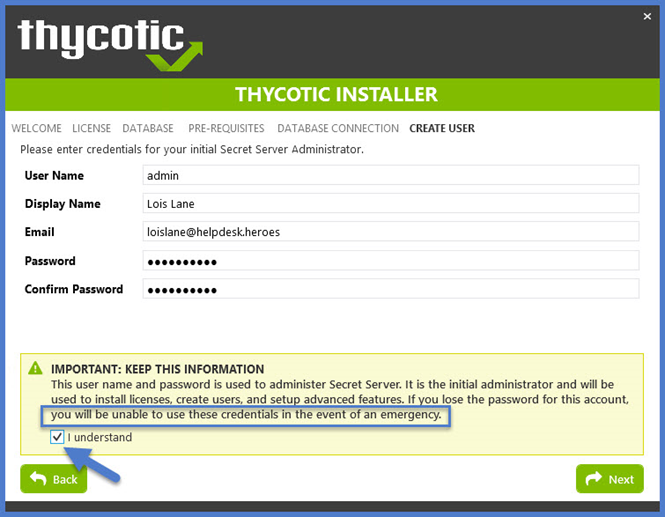 thycotic
THYCOTIC INSTALLER
WELCOME LICENSE DATABASE PRE-REQUISITES DATABASE CONNECTION CREATE USER
Please enter credentials for your initial Secret Server Administrator.
User Name admin
Display Name Lois Lane
Email loislane@helpdesk.heroes
Password ●●●●●●●●●●
Confirm Password ●●●●●●●●●●
IMPORTANT: KEEP THIS INFORMATION
This user name and password is used to administer Secret Server. It is the initial administrator and will be
used to install licenses, create users, and setup advanced features. If you lose the password for this account,
you will be unable to use these credentials in the event of an emergency.
I understand
Back Next